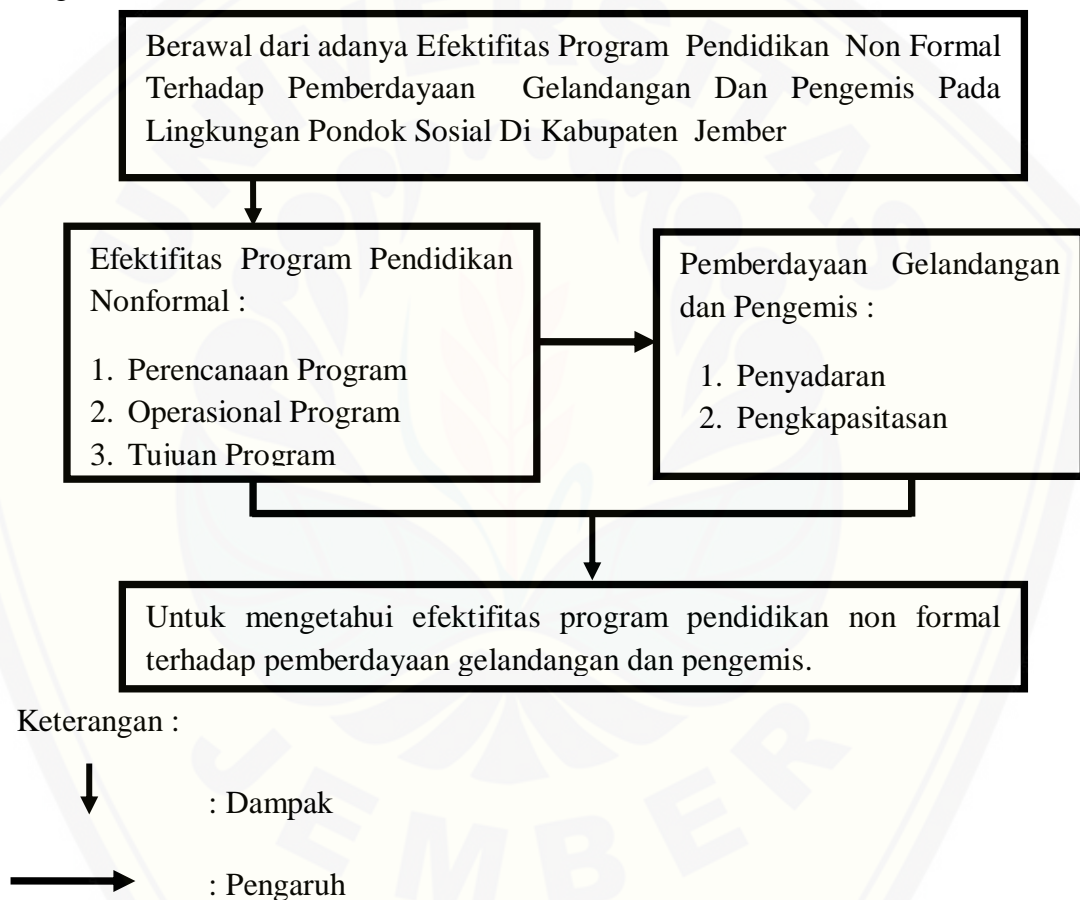 Berawal dari adanya Efektifitas Program Pendidikan Non Formal
Terhadap Pemberdayaan Gelandangan Dan Pengemis Pada
Lingkungan Pondok Sosial Di Kabupaten Jember
Efektifitas Program Pendidikan
Nonformal :
1. Perencanaan Program
2. Operasional Program
3. Tujuan Program
Pemberdayaan Gelandangan
dan Pengemis :
1. Penyadaran
2. Pengkapasitasan
Untuk mengetahui efektifitas program pendidikan non formal
terhadap pemberdayaan gelandangan dan pengemis.
Keterangan :
: Dampak
: Pengaruh
UNIVERSITAS
JEMBER